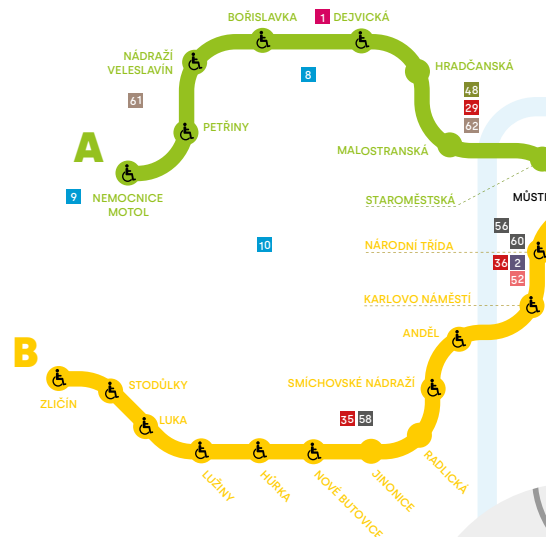 BOŘISLAVKA
1
DEJVICKÁ
NÁDRAŽÍ
VELESLAVÍN
8
HRADČANSKÁ
61
48
29
62
PETŘINY
A
MALOSTRANSKÁ
9
NEMOCNICE
MOTOL
STAROMĚSTSKÁ
MŮSTE
56
60
NÁRODNÍ TŘÍDA
10
36
2
52
KARLOVO NÁMĚSTÍ
ANDĚL
B
STODŮLKY
SMÍCHOVSKÉ NÁDRAŽÍ
ZLIČÍN
LUKA
35
58
LUŽINY
HŮRKA
NOVÉ BUTOVICE
JINONICE
RADLICKÁ